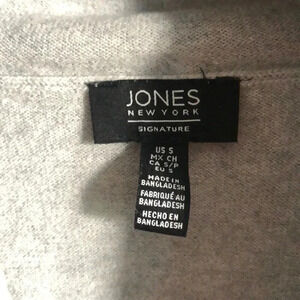 JONES
NEW YORK
SIGNATURE
US S
MX CH
CA S/P
EU S
MADE IN
BANGLADESH
FABRIQUÉ AU
BANGLADESH
HECHO EN
BANGLADESH